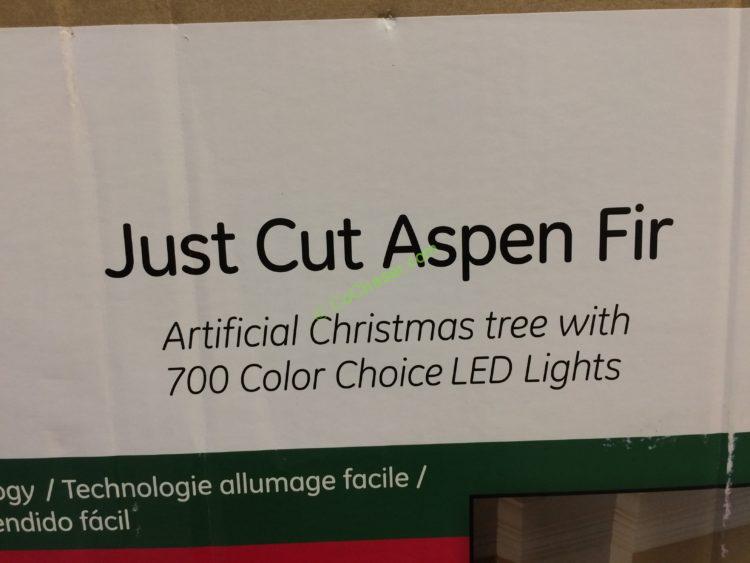 Just Cut Aspen Fir
Artificial Christmas tree with
700 Color Choice LED Lights
ogy / Technologie allumage facile /
endido fácil